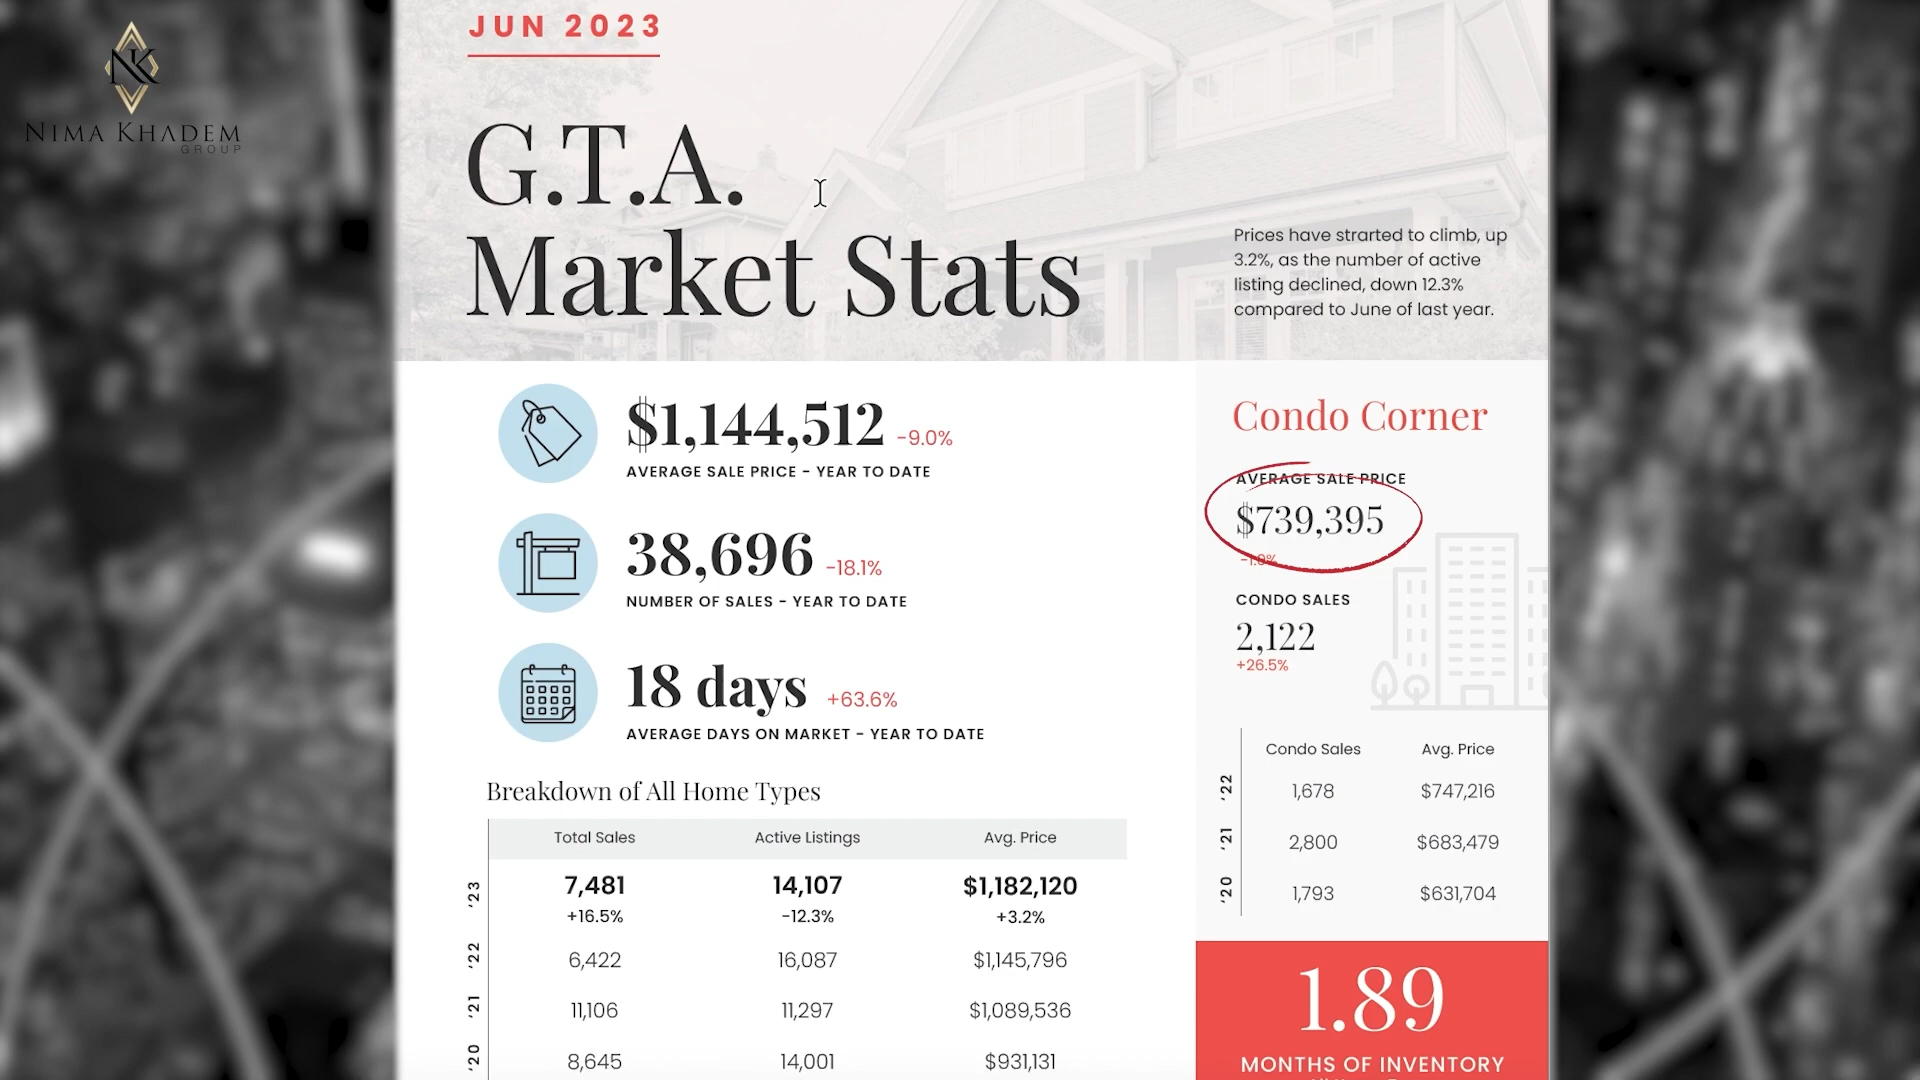 NK
NIMA KHADEM
GROUP
JUN 2023
G.T.A.
Market Stats
Prices have strarted to climb, up
3.2%, as the number of active
listing declined, down 12.3%
compared to June of last year.
$1,144,512 -9.0%
AVERAGE SALE PRICE - YEAR TO DATE
38,696 -18.1%
NUMBER OF SALES - YEAR TO DATE
18 days +63.6%
AVERAGE DAYS ON MARKET - YEAR TO DATE
Breakdown of All Home Types
Total Sales Active Listings Avg. Price
'23 7,481 14,107 $1,182,120
+16.5% -12.3% +3.2%
'22 6,422 16,087 $1,145,796
'21 11,106 11,297 $1,089,536
'20 8,645 14,001 $931,131
Condo Corner
AVERAGE SALE PRICE
$739,395
-1.0%
CONDO SALES
2,122
+26.5%
Condo Sales Avg. Price
'22 1,678 $747,216
'21 2,800 $683,479
'20 1,793 $631,704
1.89
MONTHS OF INVENTORY